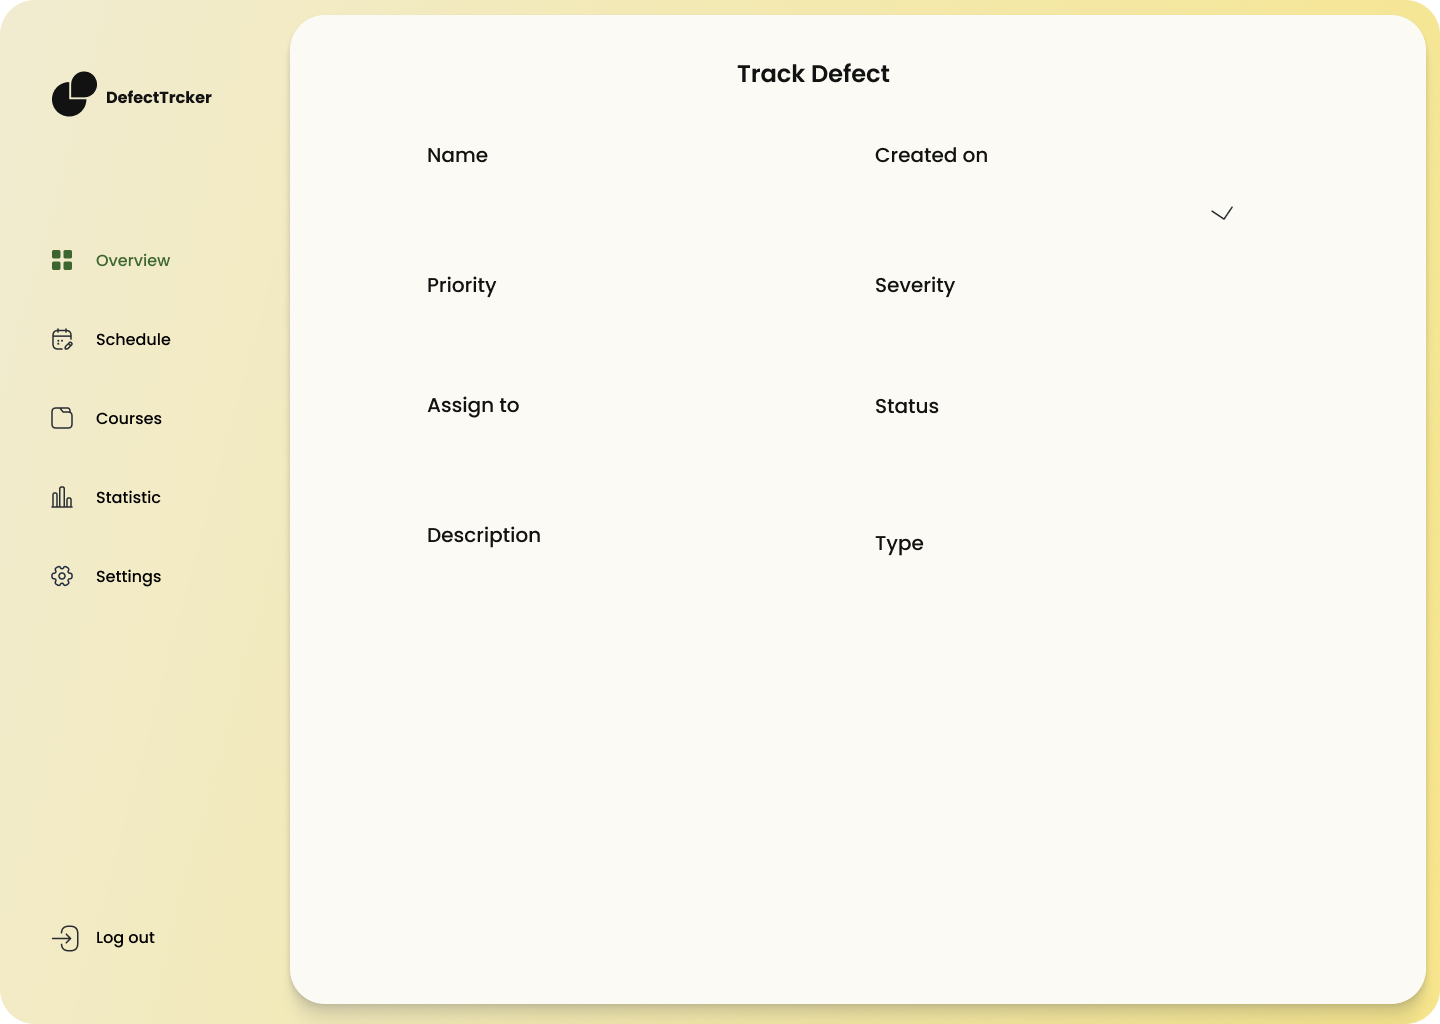 DefectTrcker
Overview
Schedule
Courses
Statistic
Settings
Log out
Track Defect
Name
Created on
Priority
Severity
Assign to
Status
Description
Type